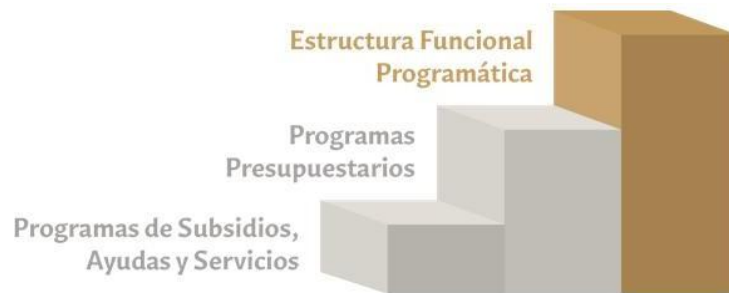 Estructura Funcional
Programática
Programas
Presupuestarios
Programas de Subsidios,
Ayudas y Servicios